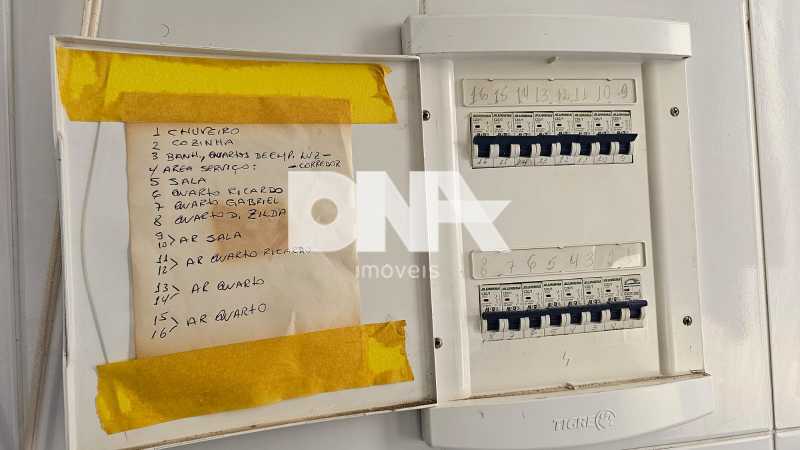 1 CHUVEIRO
2 COZINHA
3 BANH, QUARTOS DE EMP. LUZ -
4 AREA SERVIÇO: - CORREDOR
5 SALA
6 QUARTO RICARDO
7 QUARTO GABRIEL
8 QUARTO D. ZILDA
9
10 > AR SALA
11
12 > AR QUARTO RICARDO
13
14 > AR QUARTO
15
16 > AR QUARTO
DNA
imóveis
16 15 14 13 12 11 10 9
8 7 6 5 4 3
TIGRE